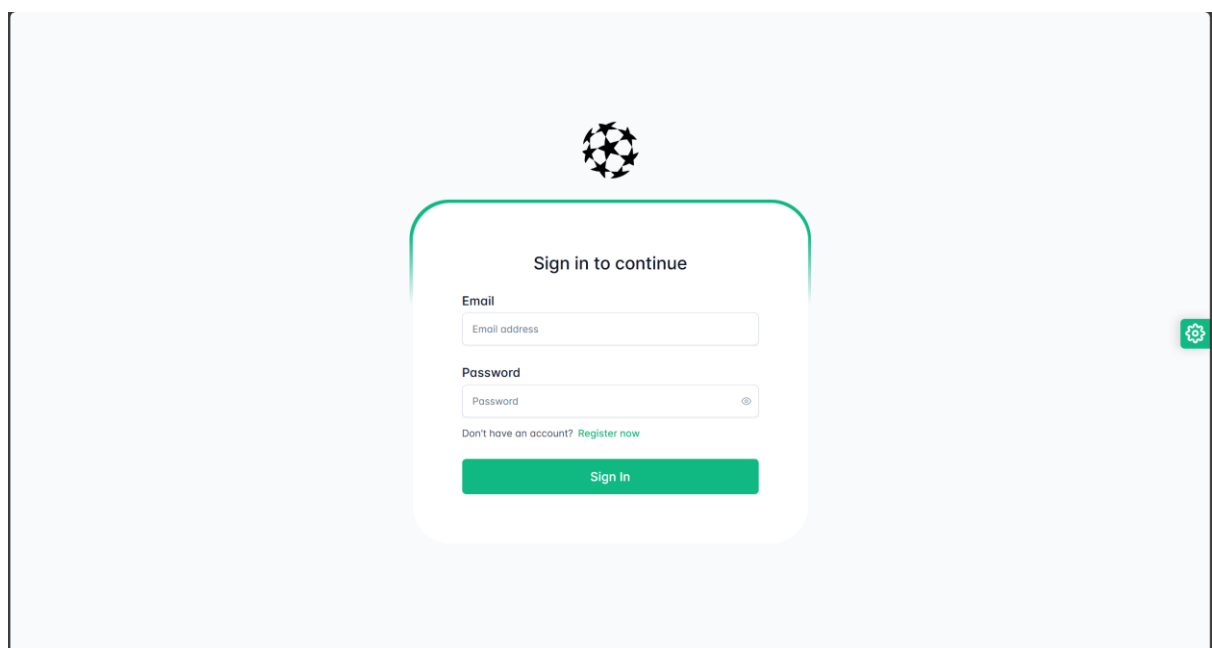 Sign in to continue
Email
Email address
Password
Password
Don't have an account? Register now
Sign In